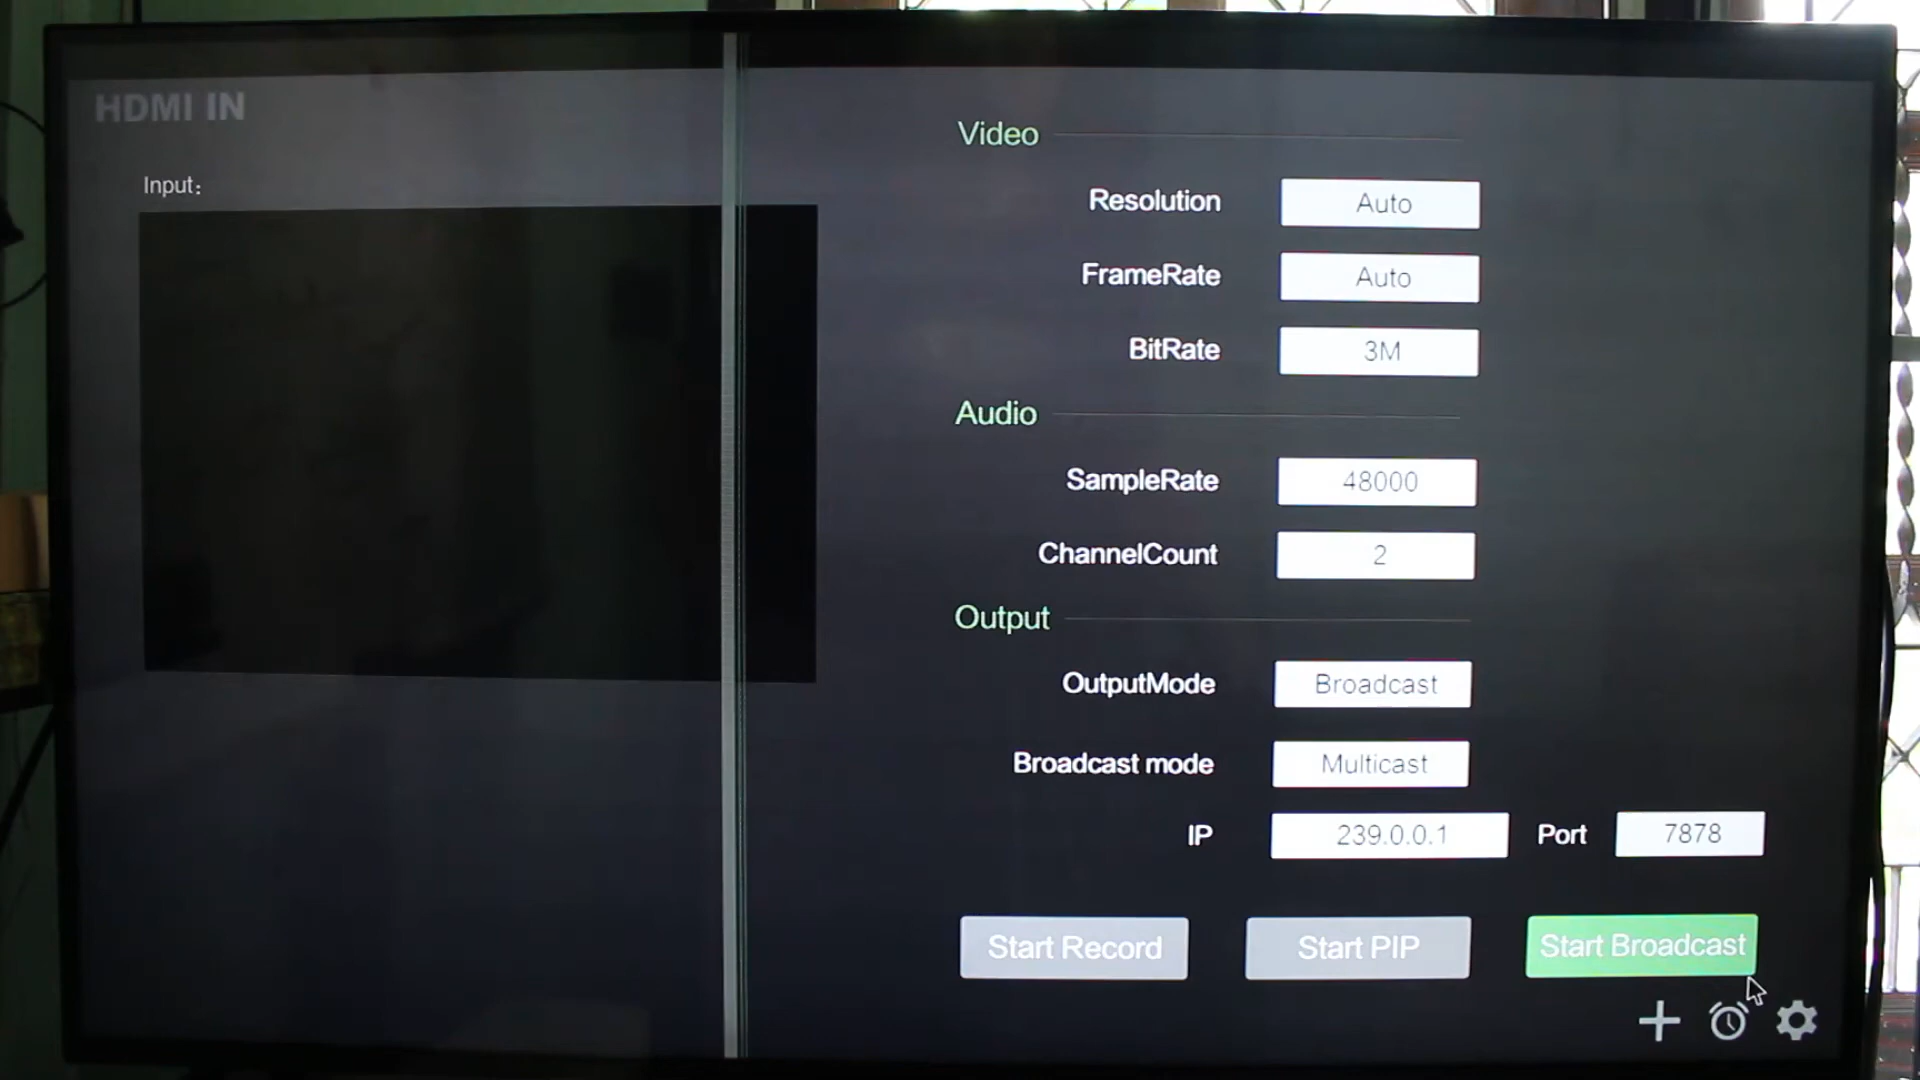 HDMI IN
Input:
Video
Resolution Auto
FrameRate Auto
BitRate 3M
Audio
SampleRate 48000
ChannelCount 2
Output
OutputMode Broadcast
Broadcast mode Multicast
IP 239.0.0.1 Port 7878
Start Record Start PIP Start Broadcast